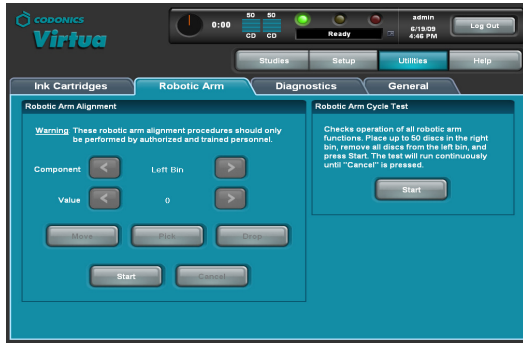 CODONICS
Virtua
0:00
50 50
CD CD
Ready
admin
6/19/09
4:46 PM
Log Out
Studies Setup Utilities Help
Ink Cartridges Robotic Arm Diagnostics General
Robotic Arm Alignment
Warning: These robotic arm alignment procedures should only
be performed by authorized and trained personnel.
Component < Left Bin >
Value < 0 >
Move Pick Drop
Start Cancel
Robotic Arm Cycle Test
Checks operation of all robotic arm
functions. Place up to 50 discs in the right
bin, remove all discs from the left bin, and
press Start. The test will run continuously
until "Cancel" is pressed.
Start